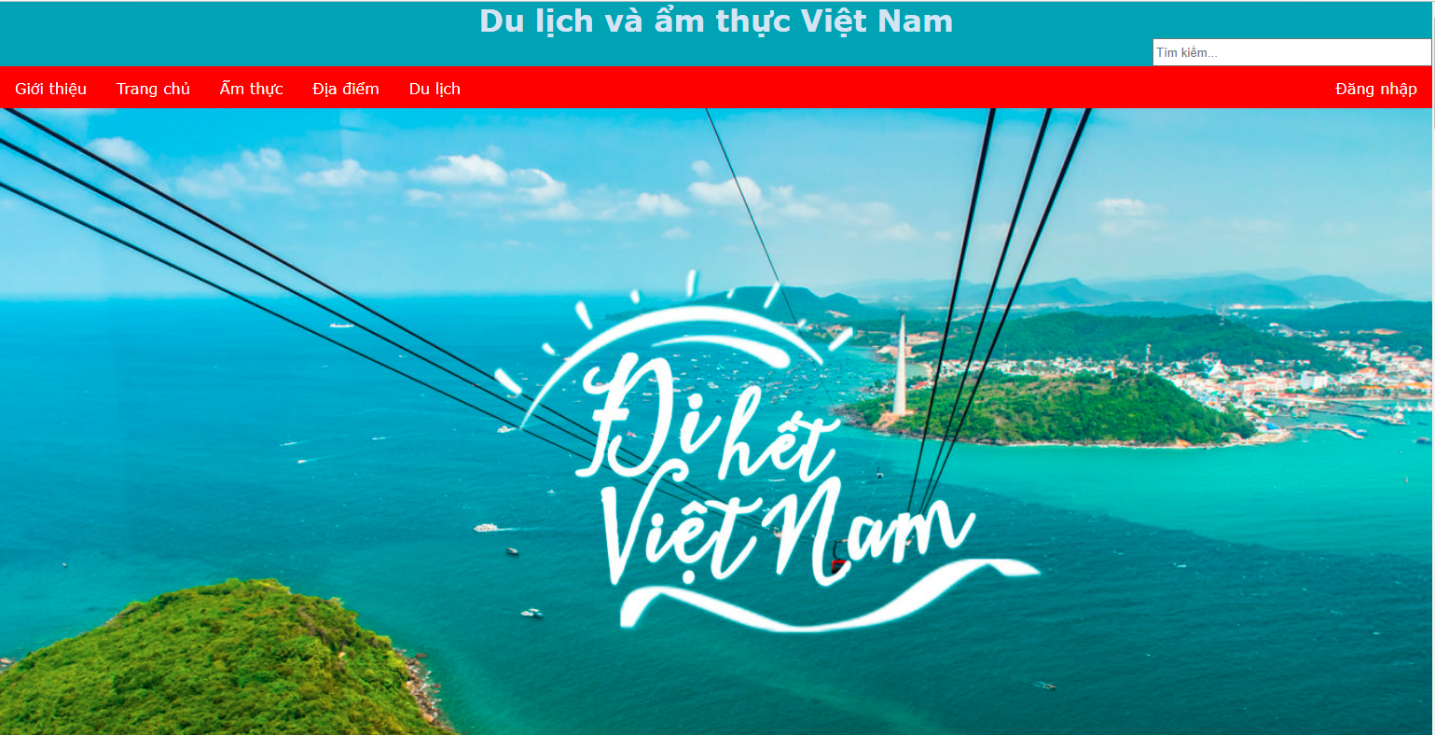 Du lịch và ẩm thực Việt Nam
Tìm kiếm...
Giới thiệu Trang chủ Ẩm thực Địa điểm Du lịch Đăng nhập
Đi hết
Việt Nam